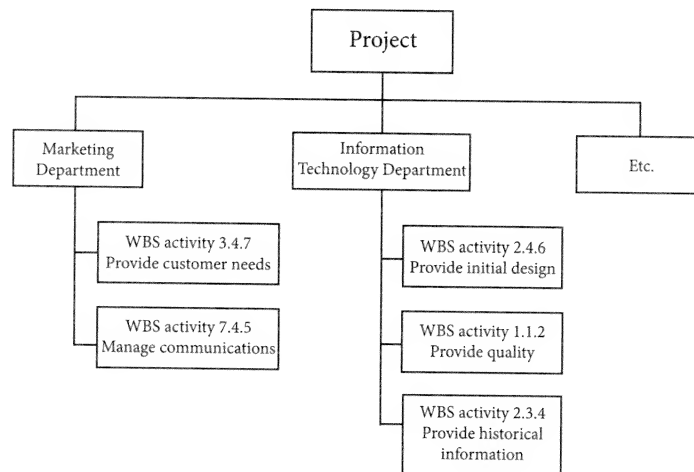 Project
Marketing
Department
Information
Technology Department
Etc.
WBS activity 3.4.7
Provide customer needs
WBS activity 7.4.5
Manage communications
WBS activity 2.4.6
Provide initial design
WBS activity 1.1.2
Provide quality
WBS activity 2.3.4
Provide historical
information